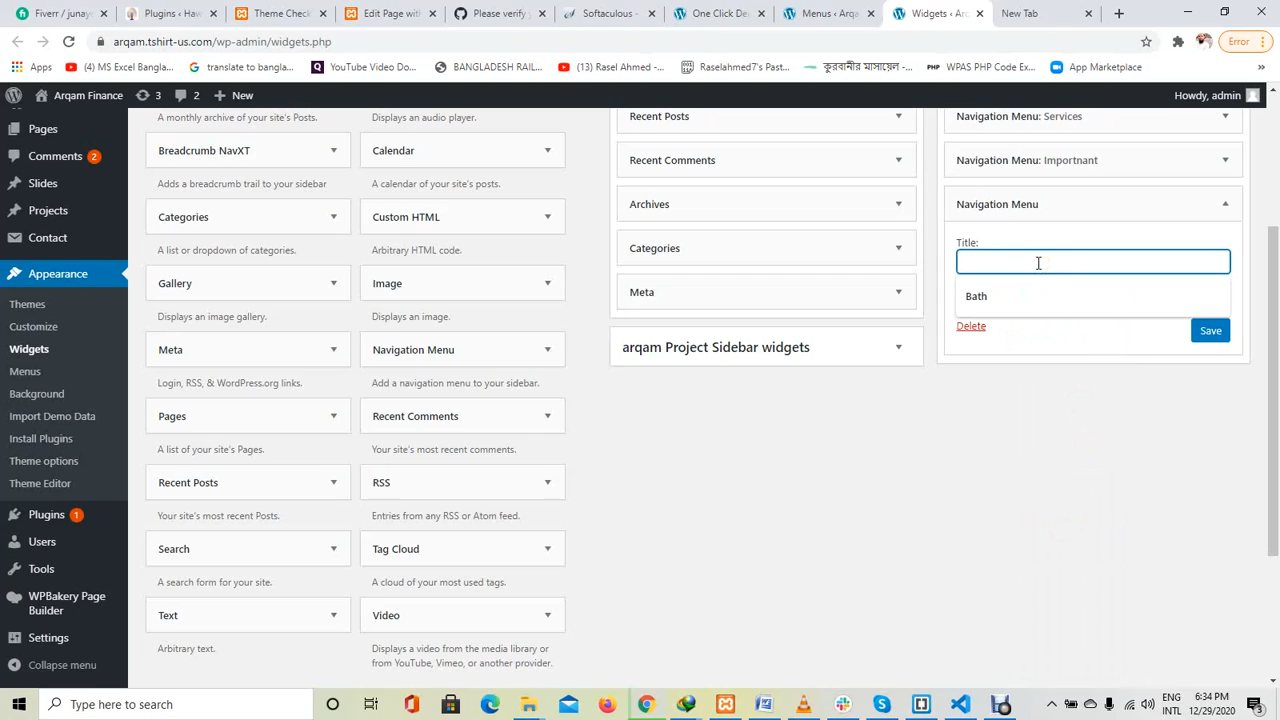 Fiverr / junaye
Plugins ‹ Haw
Theme Check
Edit Page with
Please verify y
Softaculous -
One Click De
Menus ‹ Arqa
Widgets ‹ Arq
New Tab
arqam.tshirt-us.com/wp-admin/widgets.php
Error
Apps
(4) MS Excel Bangla...
translate to bangla...
YouTube Video Do...
BANGLADESH RAIL...
(13) Rasel Ahmed -...
Raselahmed7's Past...
কুরবানীর মাসায়েল -...
PHP WPAS PHP Code Ex...
App Marketplace
»
Arqam Finance
3
2
New
Howdy, admin
Pages
Comments 2
Slides
Projects
Contact
Appearance
Themes
Customize
Widgets
Menus
Background
Import Demo Data
Install Plugins
Theme options
Theme Editor
Plugins 1
Users
Tools
WPBakery Page
Builder
Settings
Collapse menu
A monthly archive of your site's Posts.
Displays an audio player.
Breadcrumb NavXT
Calendar
Adds a breadcrumb trail to your sidebar
A calendar of your site's posts.
Categories
Custom HTML
A list or dropdown of categories.
Arbitrary HTML code.
Gallery
Image
Displays an image gallery.
Displays an image.
Meta
Navigation Menu
Login, RSS, & WordPress.org links.
Add a navigation menu to your sidebar.
Pages
Recent Comments
A list of your site's Pages.
Your site's most recent comments.
Recent Posts
RSS
Your site's most recent Posts.
Entries from any RSS or Atom feed.
Search
Tag Cloud
A search form for your site.
A cloud of your most used tags.
Text
Video
Arbitrary text.
Displays a video from the media library or
from YouTube, Vimeo, or another provider.
Recent Posts
Recent Comments
Archives
Categories
Meta
arqam Project Sidebar widgets
Navigation Menu: Services
Navigation Menu: Importnant
Navigation Menu
Title:
Bath
Delete
Save
Type here to search
ENG
INTL
6:34 PM
12/29/2020
3